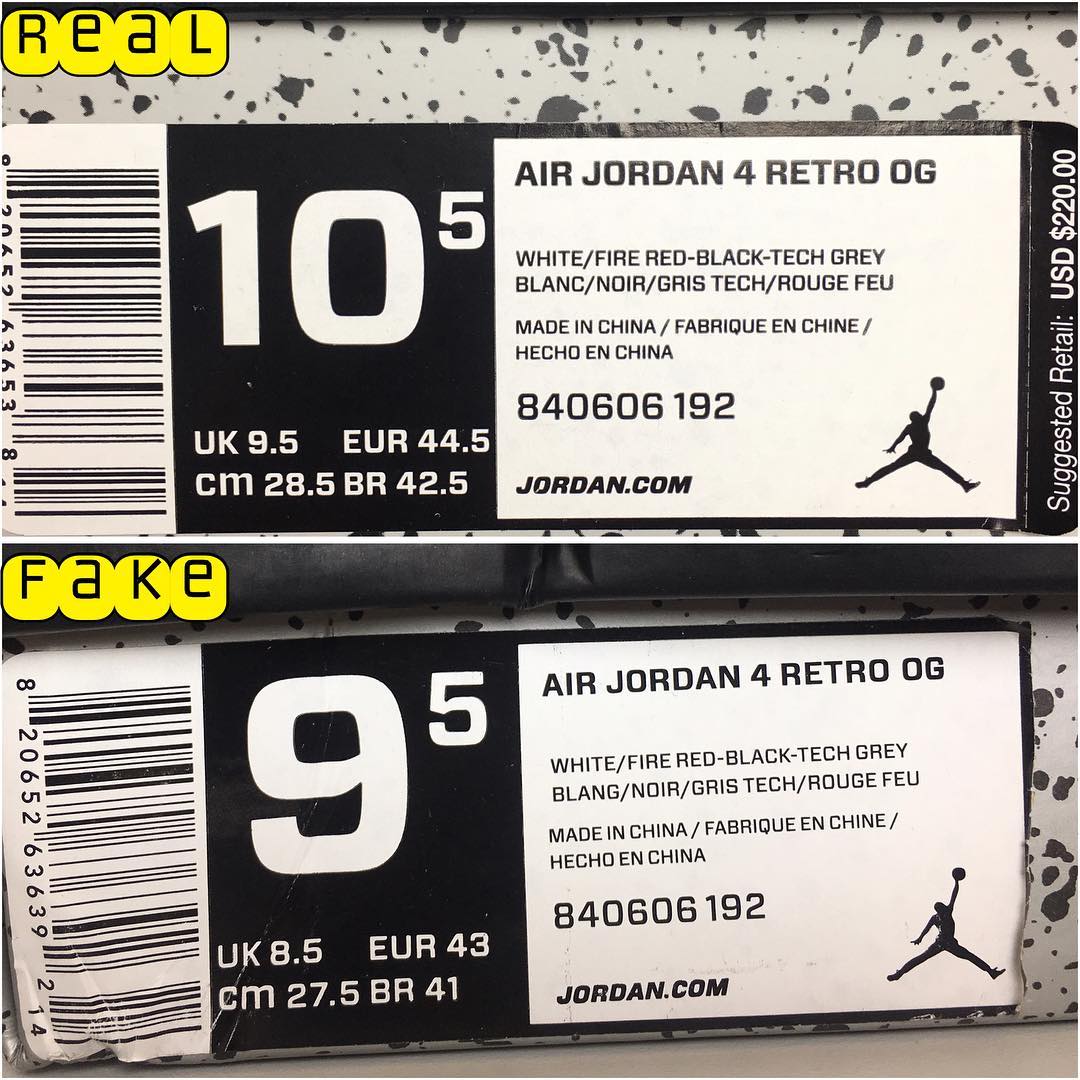 Real
10 5
UK 9.5 EUR 44.5
cm 28.5 BR 42.5
AIR JORDAN 4 RETRO OG
WHITE/FIRE RED-BLACK-TECH GREY
BLANC/NOIR/GRIS TECH/ROUGE FEU
MADE IN CHINA / FABRIQUE EN CHINE /
HECHO EN CHINA
840606 192
JORDAN.COM
Suggested Retail: USD $220.00
Fake
8 20652 63639 2 14
9 5
UK 8.5 EUR 43
cm 27.5 BR 41
AIR JORDAN 4 RETRO OG
WHITE/FIRE RED-BLACK-TECH GREY
BLANG/NOIR/GRIS TECH/ROUGE FEU
MADE IN CHINA / FABRIQUE EN CHINE /
HECHO EN CHINA
840606 192
JORDAN.COM